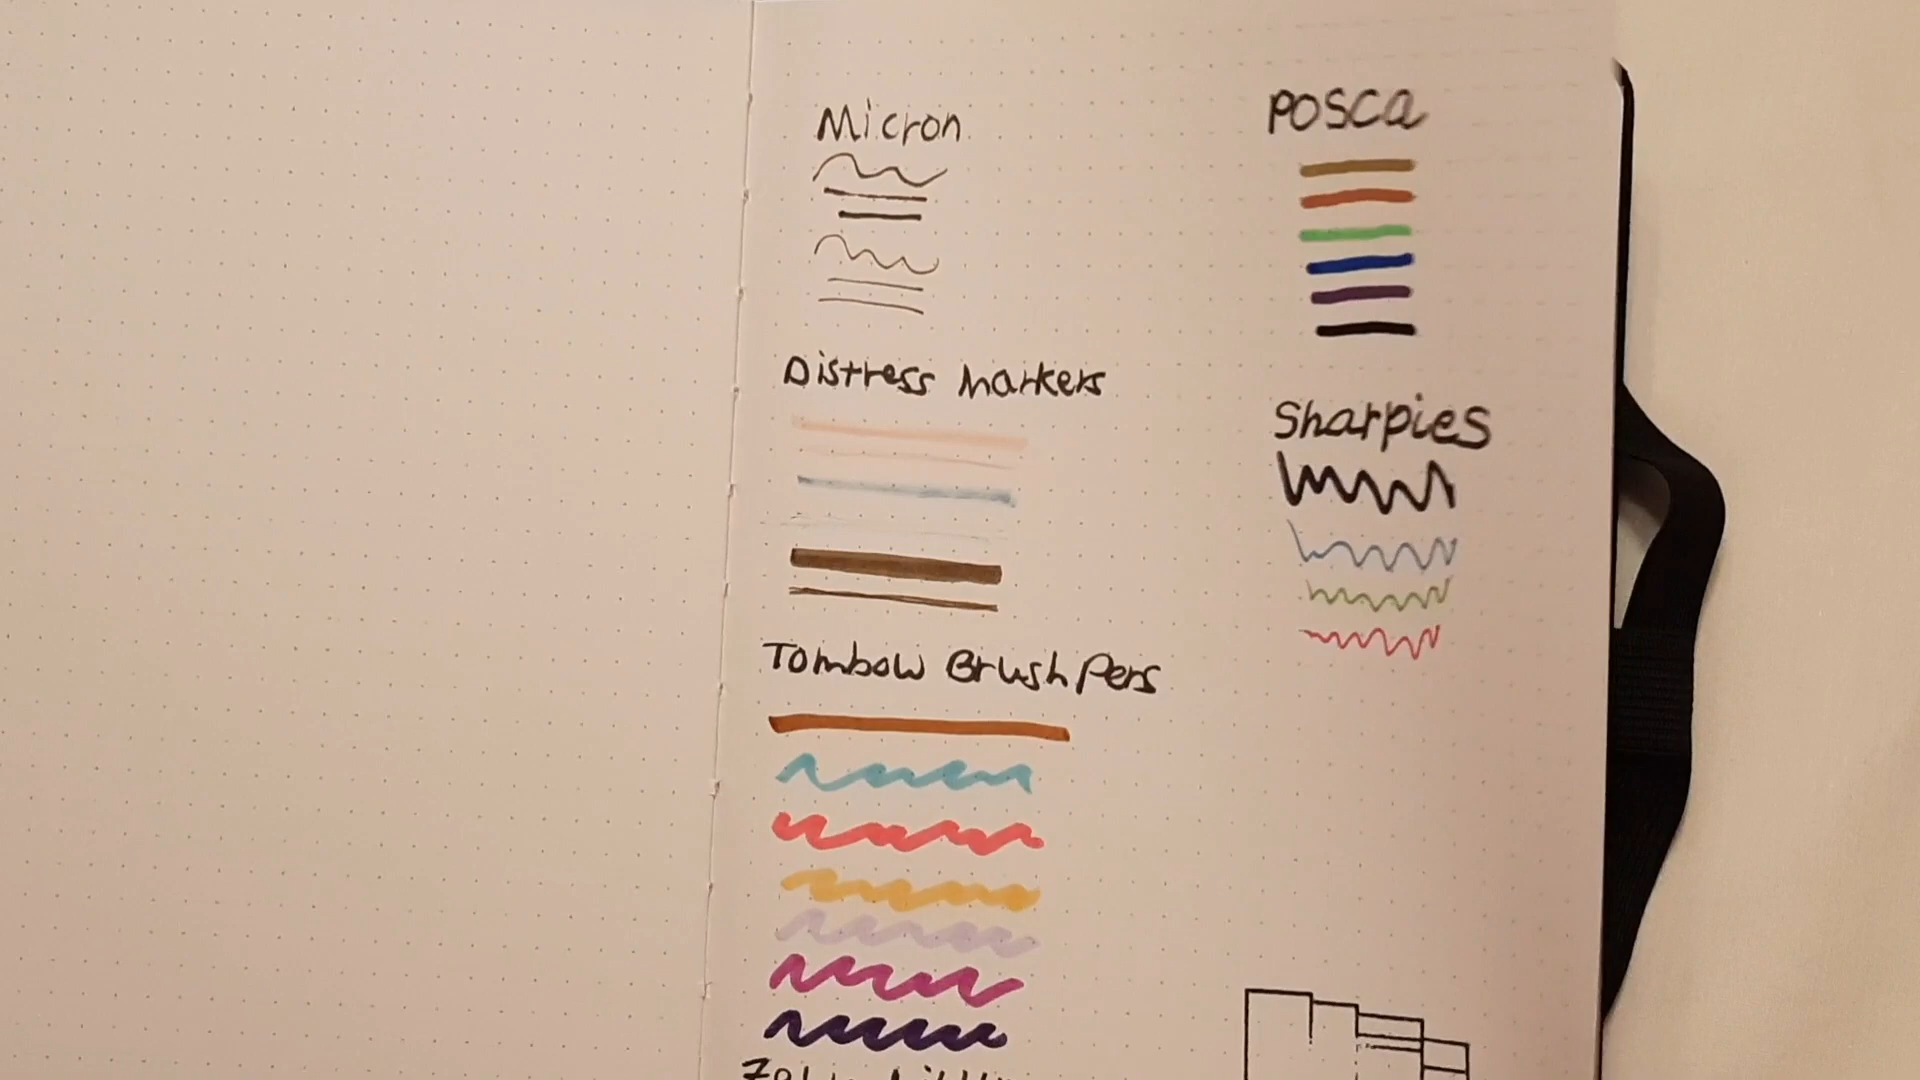 Micron
Distress Markers
Tombow Brush Pens
POSCA
Sharpies